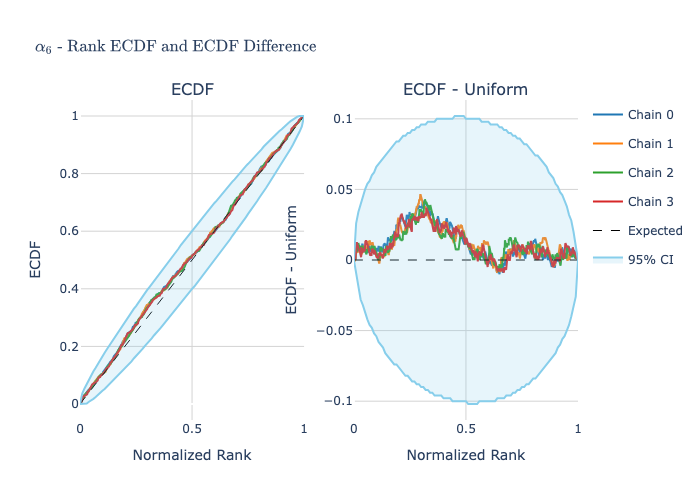 α₆ - Rank ECDF and ECDF Difference
ECDF
ECDF - Uniform
ECDF
1
0.8
0.6
0.4
0.2
0
0
0.5
1
Normalized Rank
ECDF - Uniform
0.1
0.05
0
−0.05
−0.1
0
0.5
1
Normalized Rank
Chain 0
Chain 1
Chain 2
Chain 3
Expected
95% CI